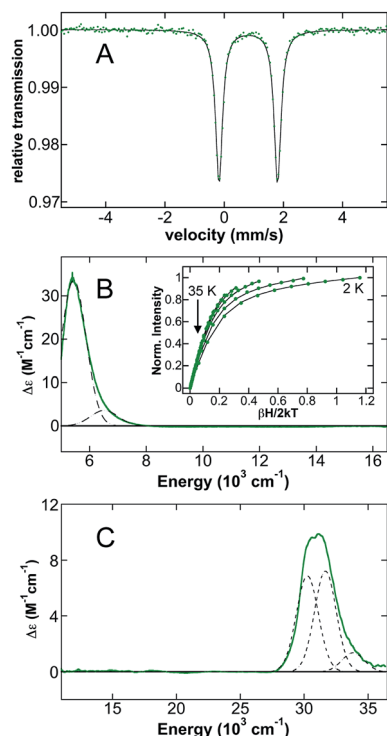 1.00
0.99
0.98
0.97
relative transmission
A
-4 -2 0 2 4
velocity (mm/s)
B
30
20
10
0
Δε (M⁻¹cm⁻¹)
1
0.8
0.6
0.4
0.2
0
Norm. Intensity
35 K
2 K
0 0.2 0.4 0.6 0.8 1 1.2
βH/2kT
6 8 10 12 14 16
Energy (10³ cm⁻¹)
12
8
4
0
Δε (M⁻¹cm⁻¹)
C
15 20 25 30 35
Energy (10³ cm⁻¹)